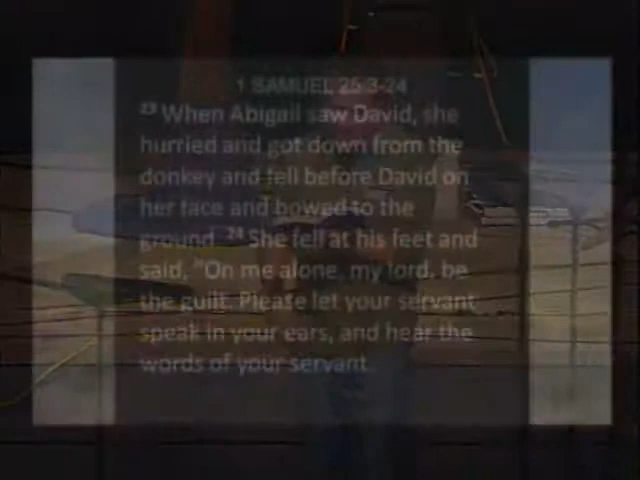 1 SAMUEL 25:3-24
23 When Abigail saw David, she
hurried and got down from the
donkey and fell before David on
her face and bowed to the
ground. 24 She fell at his feet and
said, "On me alone, my lord, be
the guilt. Please let your servant
speak in your ears, and hear the
words of your servant.